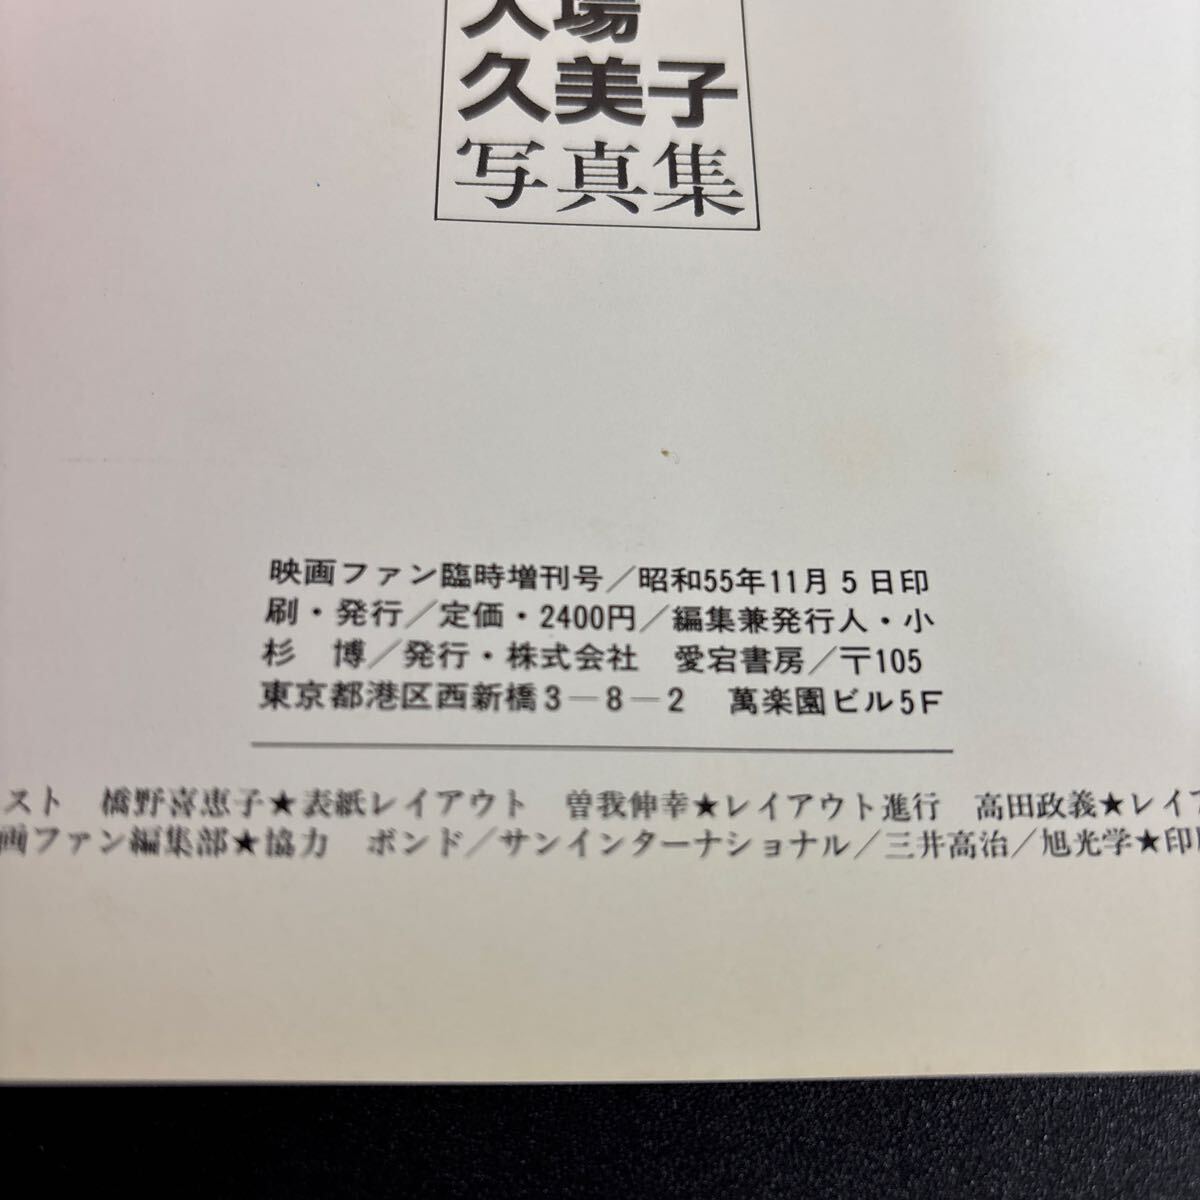 大場
久美子
写真集
映画ファン臨時増刊号／昭和55年11月5日印
刷・発行／定価・2400円／編集兼発行人・小
杉　博／発行・株式会社　愛宕書房／〒105
東京都港区西新橋3－8－2　萬楽園ビル5F
スト　橋野喜恵子★表紙レイアウト　曽我伸幸★レイアウト進行　高田政義★レイア
画ファン編集部★協力　ボンド／サンインターナショナル／三井高治／旭光学★印刷